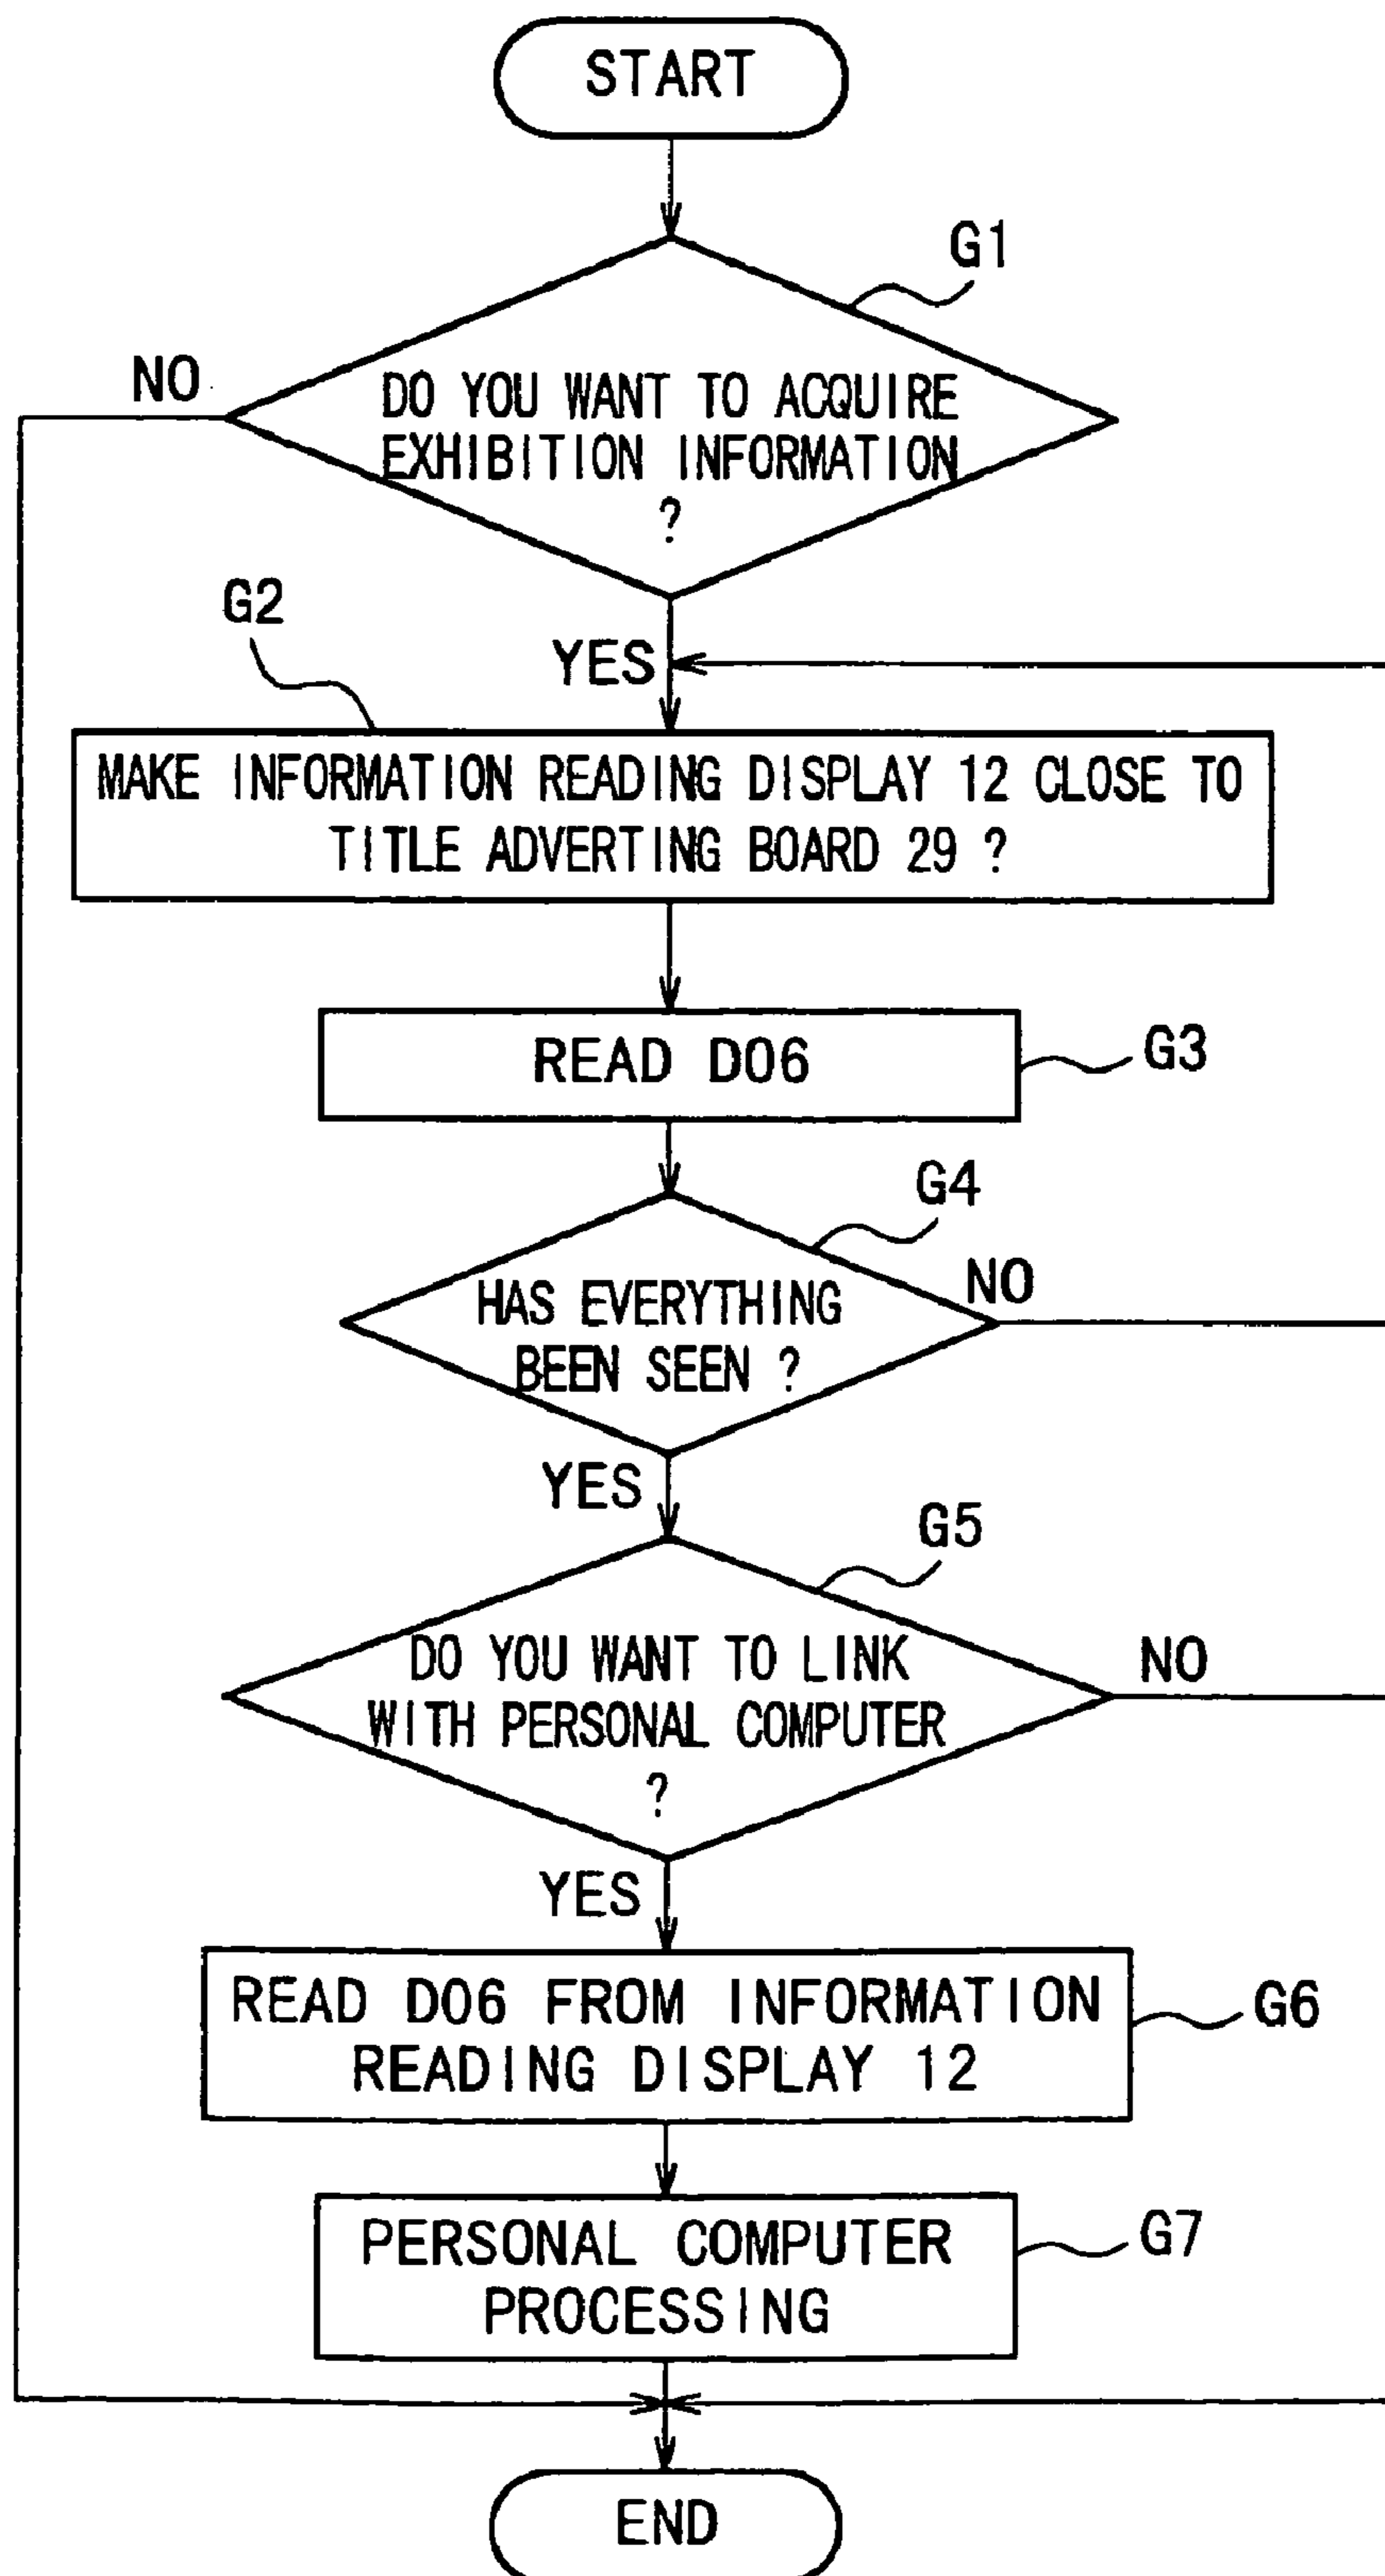 START
G1
NO
DO YOU WANT TO ACQUIRE
EXHIBITION INFORMATION
?
G2
YES
MAKE INFORMATION READING DISPLAY 12 CLOSE TO
TITLE ADVERTING BOARD 29 ?
READ D06
G3
G4
NO
HAS EVERYTHING
BEEN SEEN ?
YES
G5
DO YOU WANT TO LINK
WITH PERSONAL COMPUTER
?
NO
YES
READ D06 FROM INFORMATION
READING DISPLAY 12
G6
PERSONAL COMPUTER
PROCESSING
G7
END